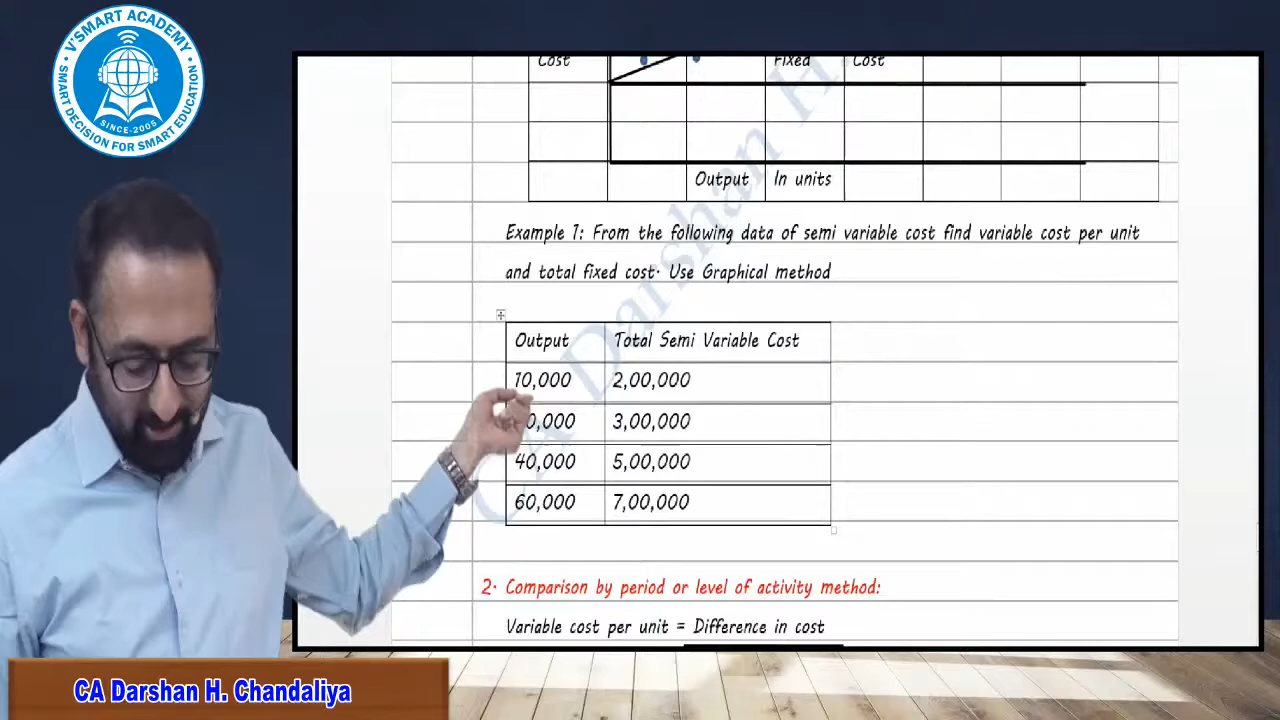 V'SMART ACADEMY
SINCE-2005
SMART DECISION FOR SMART EDUCATION
Cost Fixed Cost
Output In units
Example 1: From the following data of semi variable cost find variable cost per unit
and total fixed cost. Use Graphical method
Output Total Semi Variable Cost
10,000 2,00,000
0,000 3,00,000
40,000 5,00,000
60,000 7,00,000
2. Comparison by period or level of activity method:
Variable cost per unit = Difference in cost
CA Darshan H.
CA Darshan H. Chandaliya